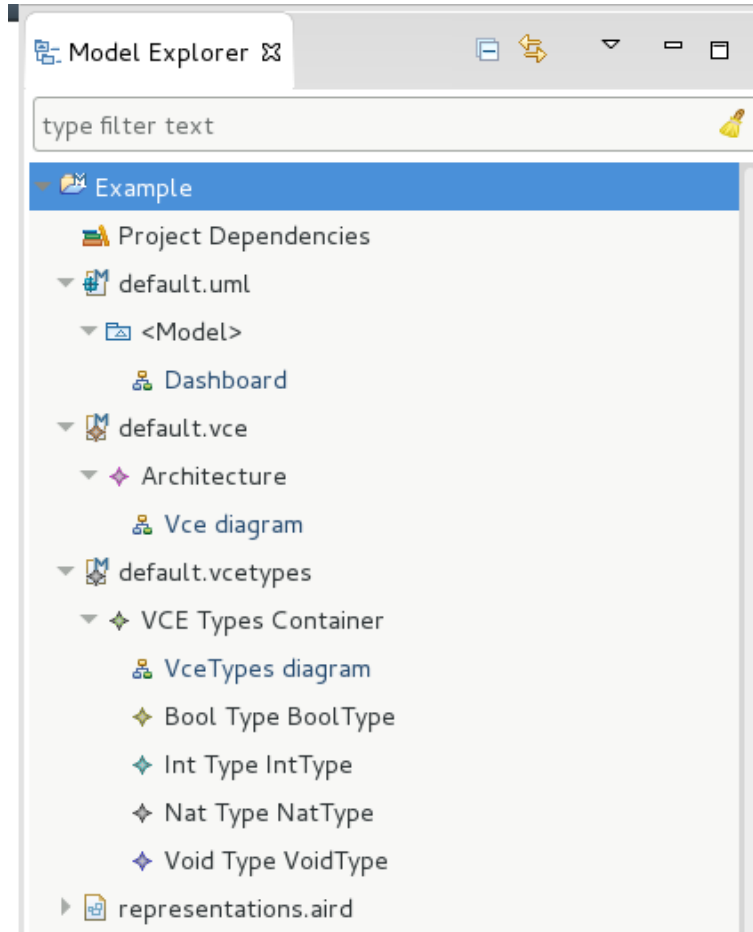 Model Explorer
type filter text
Example
Project Dependencies
default.uml
<Model>
Dashboard
default.vce
Architecture
Vce diagram
default.vcetypes
VCE Types Container
VceTypes diagram
Bool Type BoolType
Int Type IntType
Nat Type NatType
Void Type VoidType
representations.aird